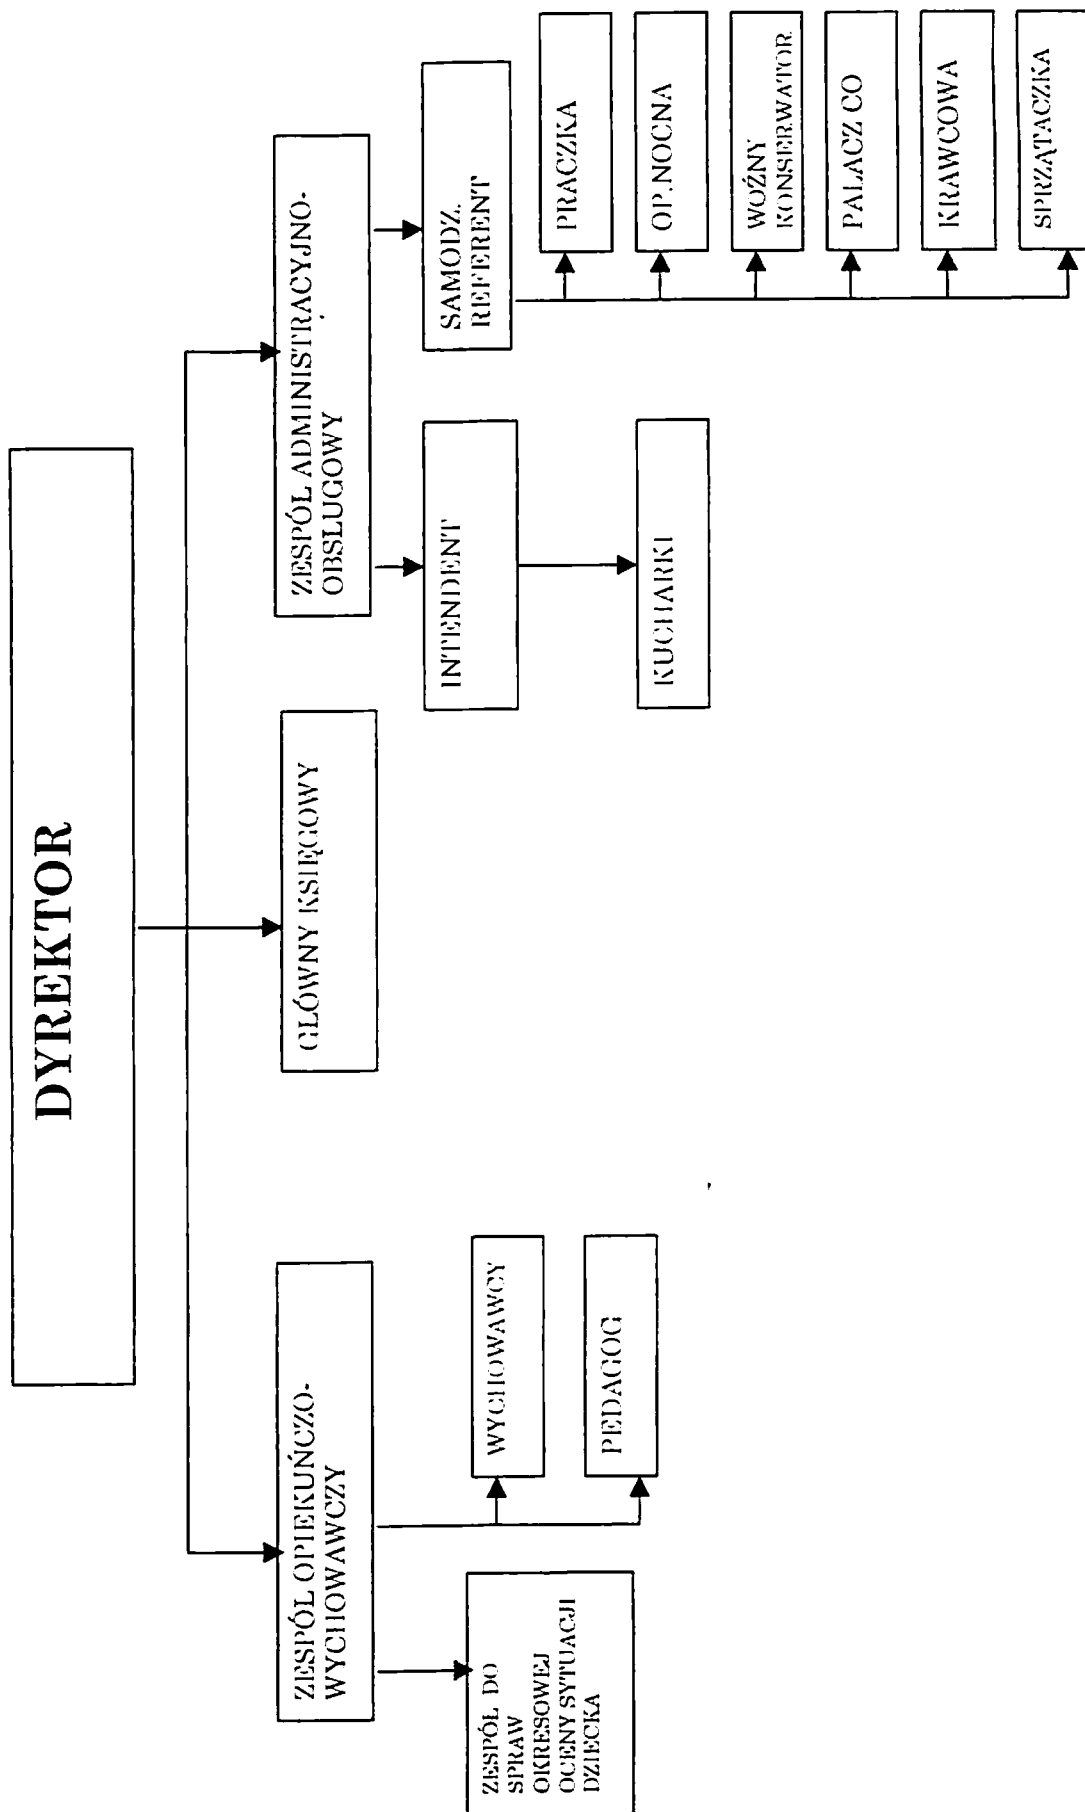 DYREKTOR
ZESPÓŁ OPIEKUŃCZO-
WYCHOWAWCZY
GŁÓWNY KSIĘGOWY
ZESPÓŁ ADMINISTRACYJNO-
OBSŁUGOWY
ZESPÓŁ DO
SPRAW
OKRESOWEJ
OCENY SYTUACJI
DZIECKA
WYCHOWAWCY
PEDAGOG
INTENDENT
KUCHARKI
SAMODZ.
REFERENT
PRACZKA
OP.NOCNA
WOŹNY
KONSERWATOR
PALACZ CO
KRAWCOWA
SPRZĄTACZKA